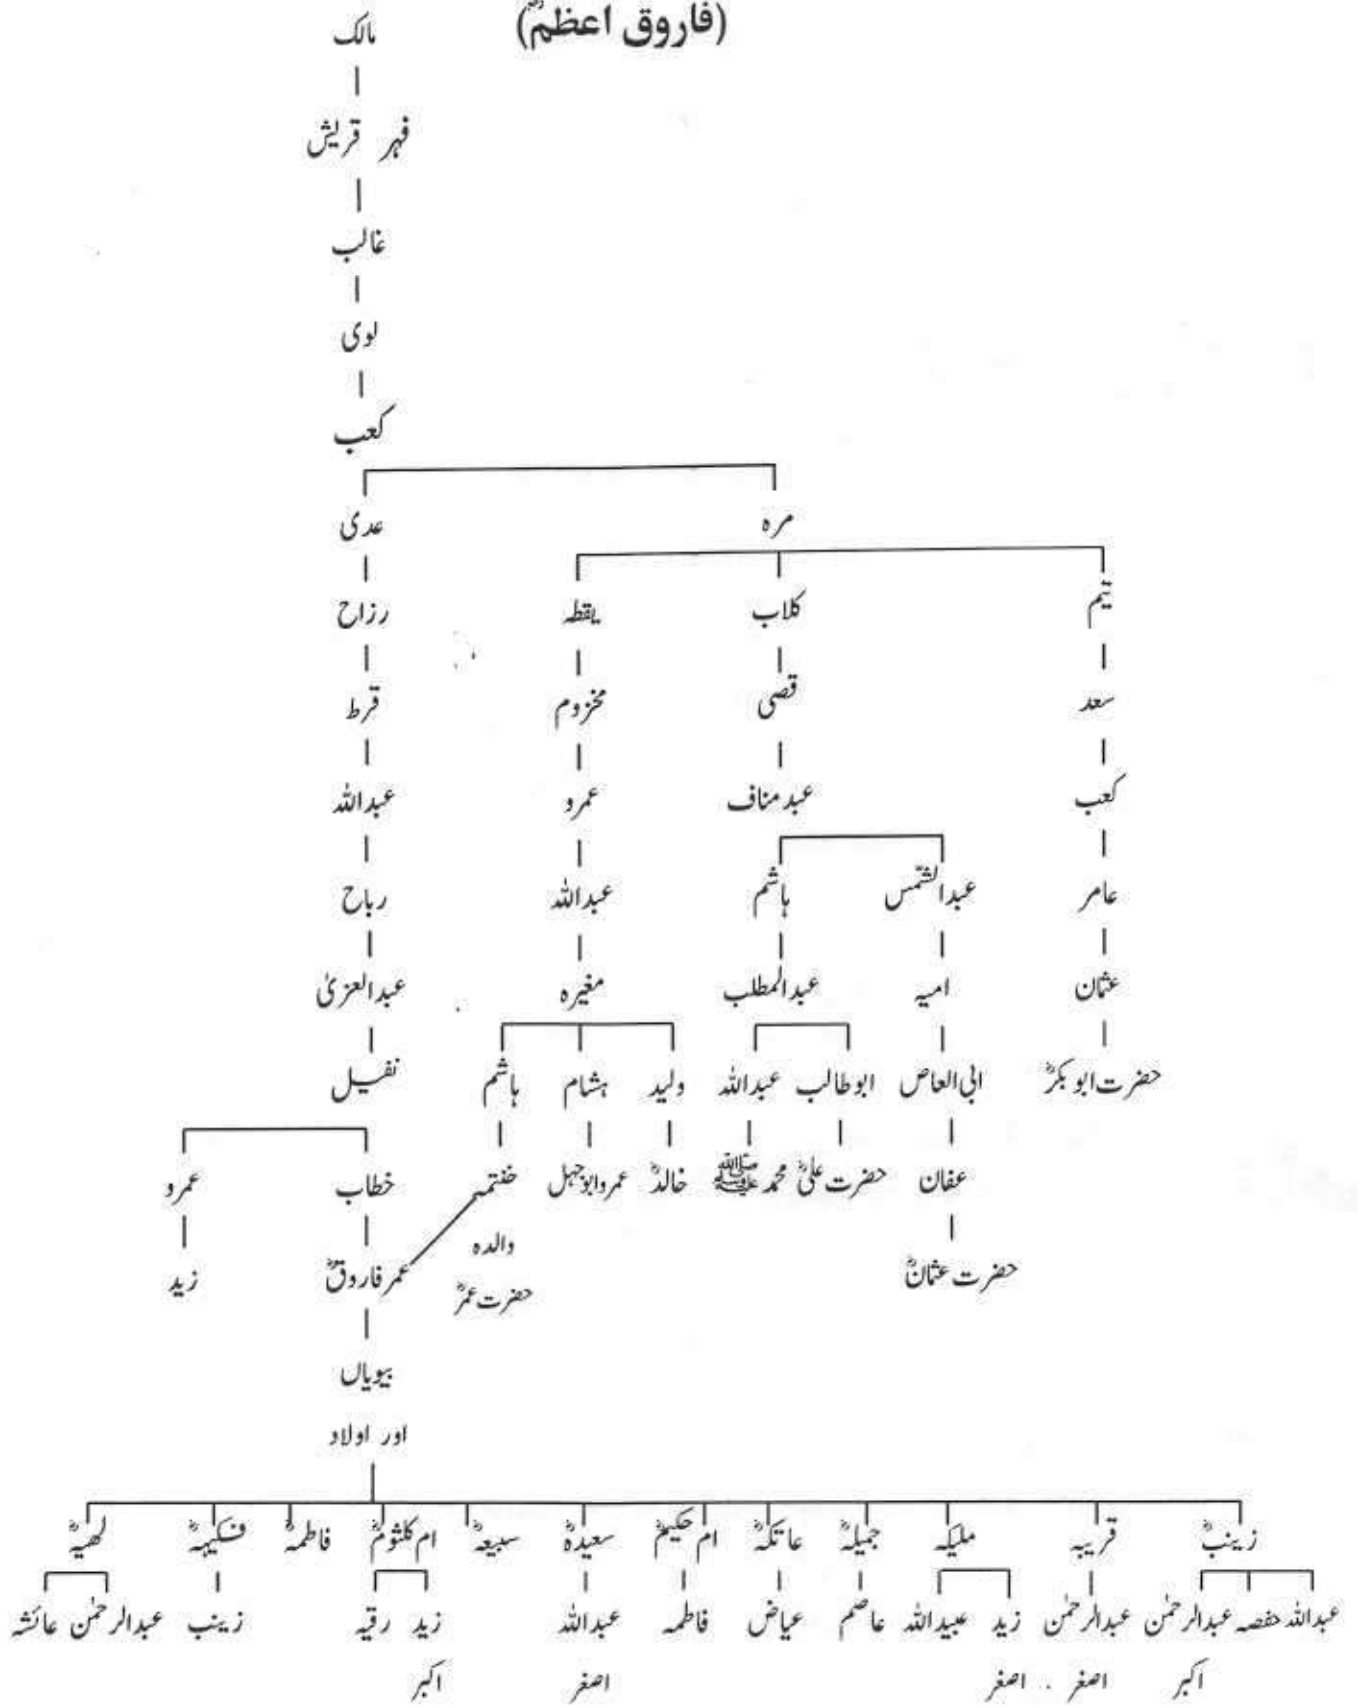 (فاروق اعظمؓ)
مالک
فہر قریش
غالب
لوی
کعب
مرہ عدی
تیم کلاب یقظہ رزاح
سعد قصی مخزوم قرط
کعب عبد مناف عمرو عبداللہ
عامر عبدالشمس ہاشم عبداللہ رباح
عثمان امیہ عبدالمطلب مغیرہ عبدالعزیٰ
حضرت ابوبکرؓ ابی العاص ابوطالب عبداللہ ولید ہشام ہاشم نفیل
عفان حضرت علیؓ محمد ﷺ خالدؓ عمرو ابوجہل خنتمہ خطاب عمرو
والدہ
حضرت عثمانؓ حضرت عمرؓ عمر فاروقؓ زید
بیویاں
اور اولاد
زینبؓ قریبہ ملیکہ جمیلہؓ عاتکہؓ ام حکیمؓ سعیدہؓ سبیعہؓ ام کلثومؓ فاطمہؓ فکیہہؓ لھیہؓ
عبداللہ حفصہ عبدالرحمٰن عبدالرحمٰن زید عبیداللہ عاصم عیاض فاطمہ عبداللہ زید رقیہ زینب عبدالرحمٰن عائشہ
اکبر اصغر اصغر اصغر اکبر